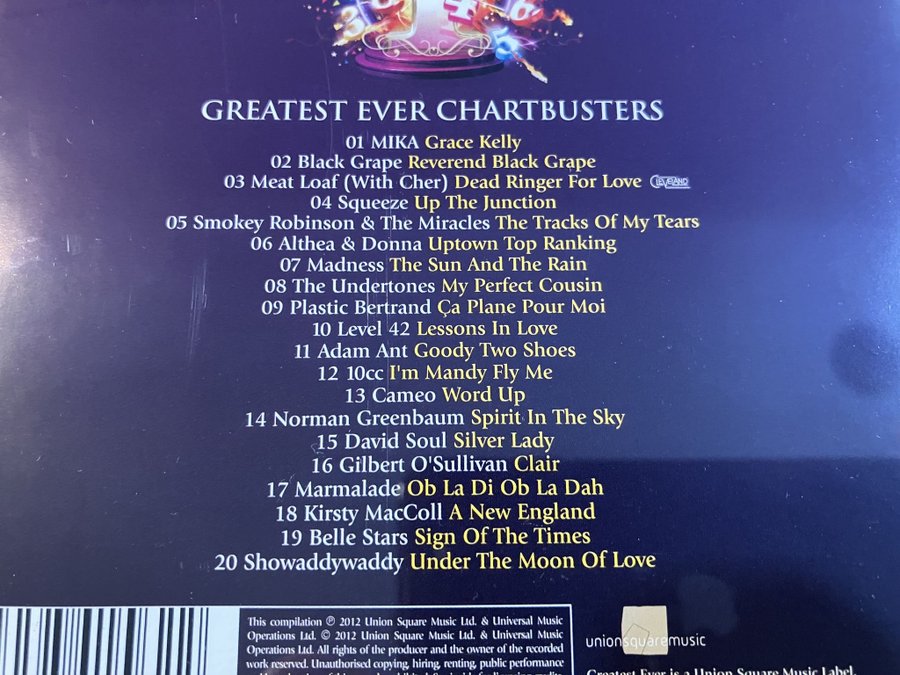 3 4 6
5
GREATEST EVER CHARTBUSTERS
01 MIKA Grace Kelly
02 Black Grape Reverend Black Grape
03 Meat Loaf (With Cher) Dead Ringer For Love CLEVELAND
04 Squeeze Up The Junction
05 Smokey Robinson & The Miracles The Tracks Of My Tears
06 Althea & Donna Uptown Top Ranking
07 Madness The Sun And The Rain
08 The Undertones My Perfect Cousin
09 Plastic Bertrand Ça Plane Pour Moi
10 Level 42 Lessons In Love
11 Adam Ant Goody Two Shoes
12 10cc I'm Mandy Fly Me
13 Cameo Word Up
14 Norman Greenbaum Spirit In The Sky
15 David Soul Silver Lady
16 Gilbert O'Sullivan Clair
17 Marmalade Ob La Di Ob La Dah
18 Kirsty MacColl A New England
19 Belle Stars Sign Of The Times
20 Showaddywaddy Under The Moon Of Love
This compilation ℗ 2012 Union Square Music Ltd. & Universal Music
Operations Ltd. © 2012 Union Square Music Ltd. & Universal Music
Operations Ltd. All rights of the producer and the owner of the recorded
work reserved. Unauthorised copying, hiring, renting, public performance
unionsquaremusic
Greatest Ever is a Union Square Music Label.